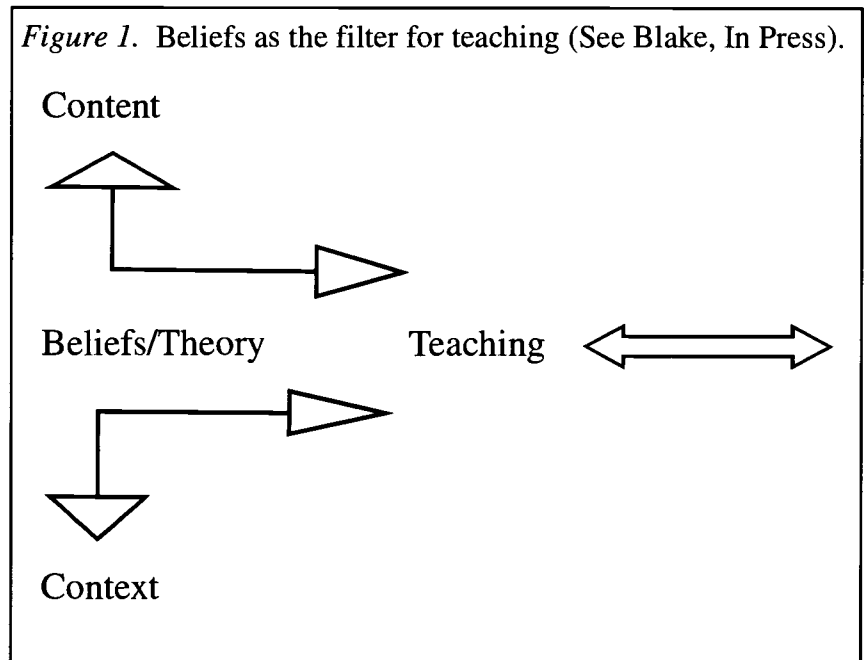 Figure 1. Beliefs as the filter for teaching (See Blake, In Press).
Content
Beliefs/Theory Teaching
Context